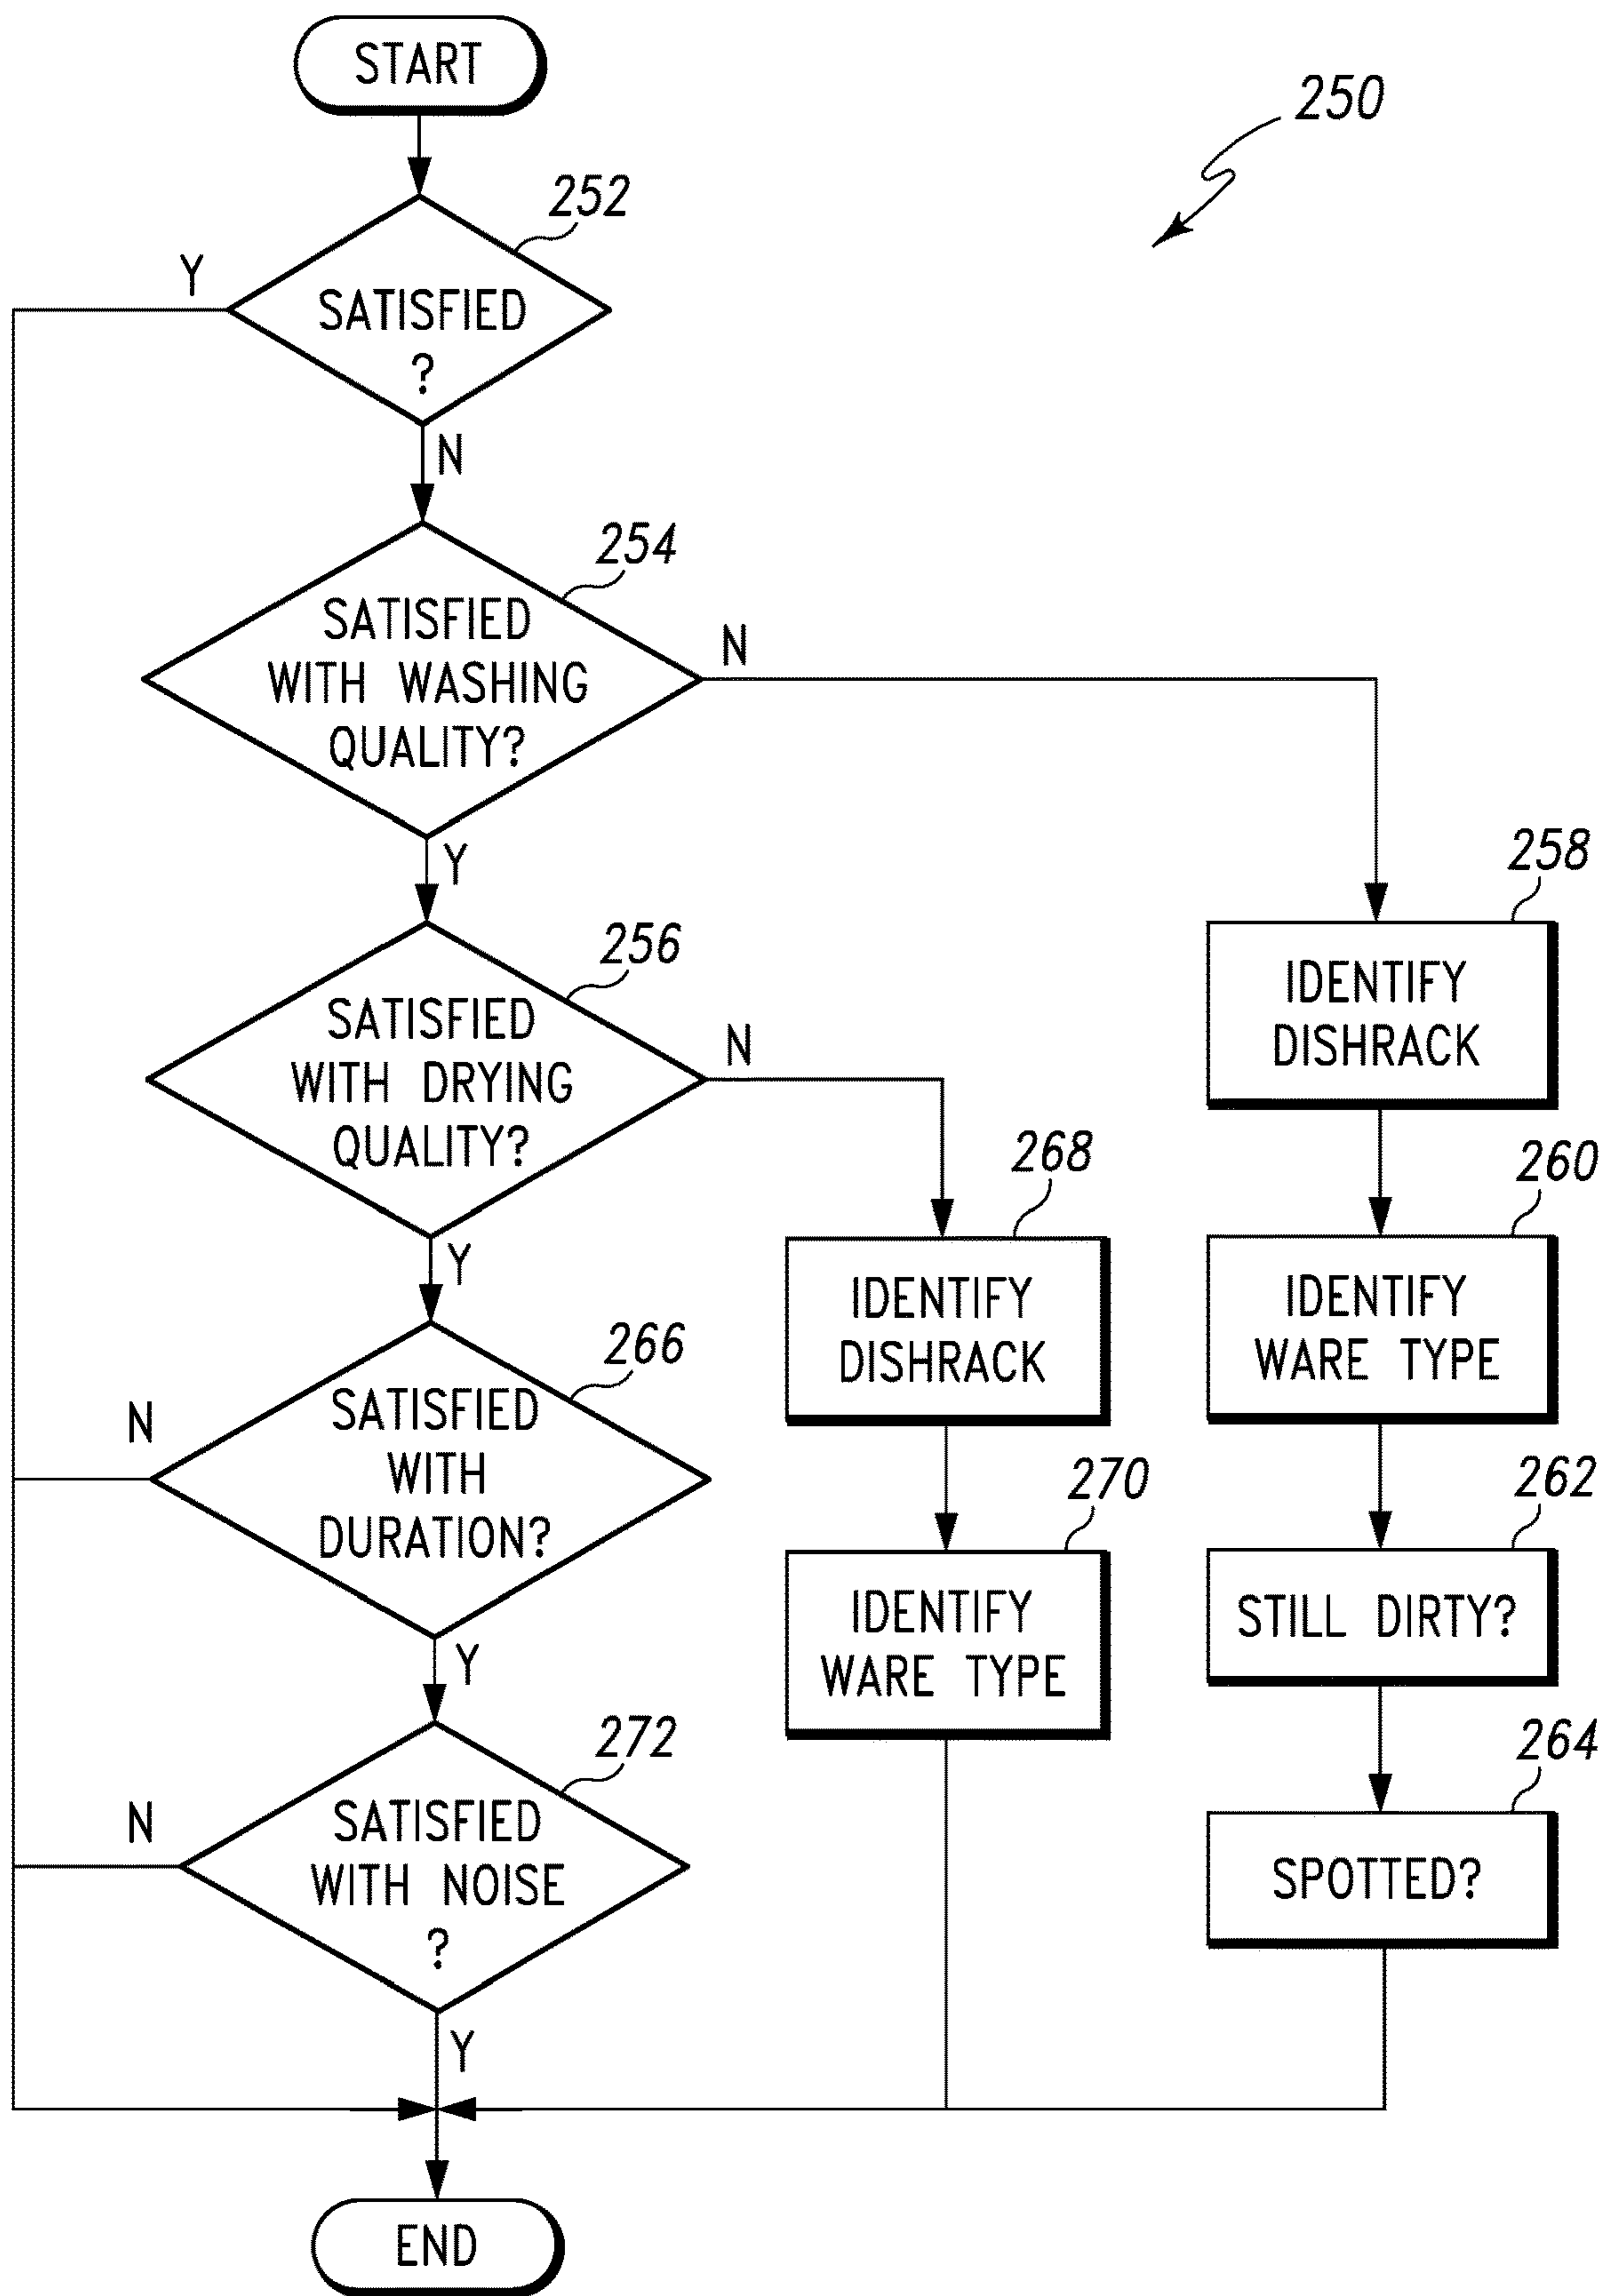 START
250
252
Y
SATISFIED
?
N
254
SATISFIED
WITH WASHING
QUALITY?
N
Y
256
SATISFIED
WITH DRYING
QUALITY?
N
Y
258
IDENTIFY
DISHRACK
260
IDENTIFY
WARE TYPE
262
STILL DIRTY?
264
SPOTTED?
268
IDENTIFY
DISHRACK
270
IDENTIFY
WARE TYPE
266
SATISFIED
WITH
DURATION?
N
Y
272
SATISFIED
WITH NOISE
?
N
Y
END